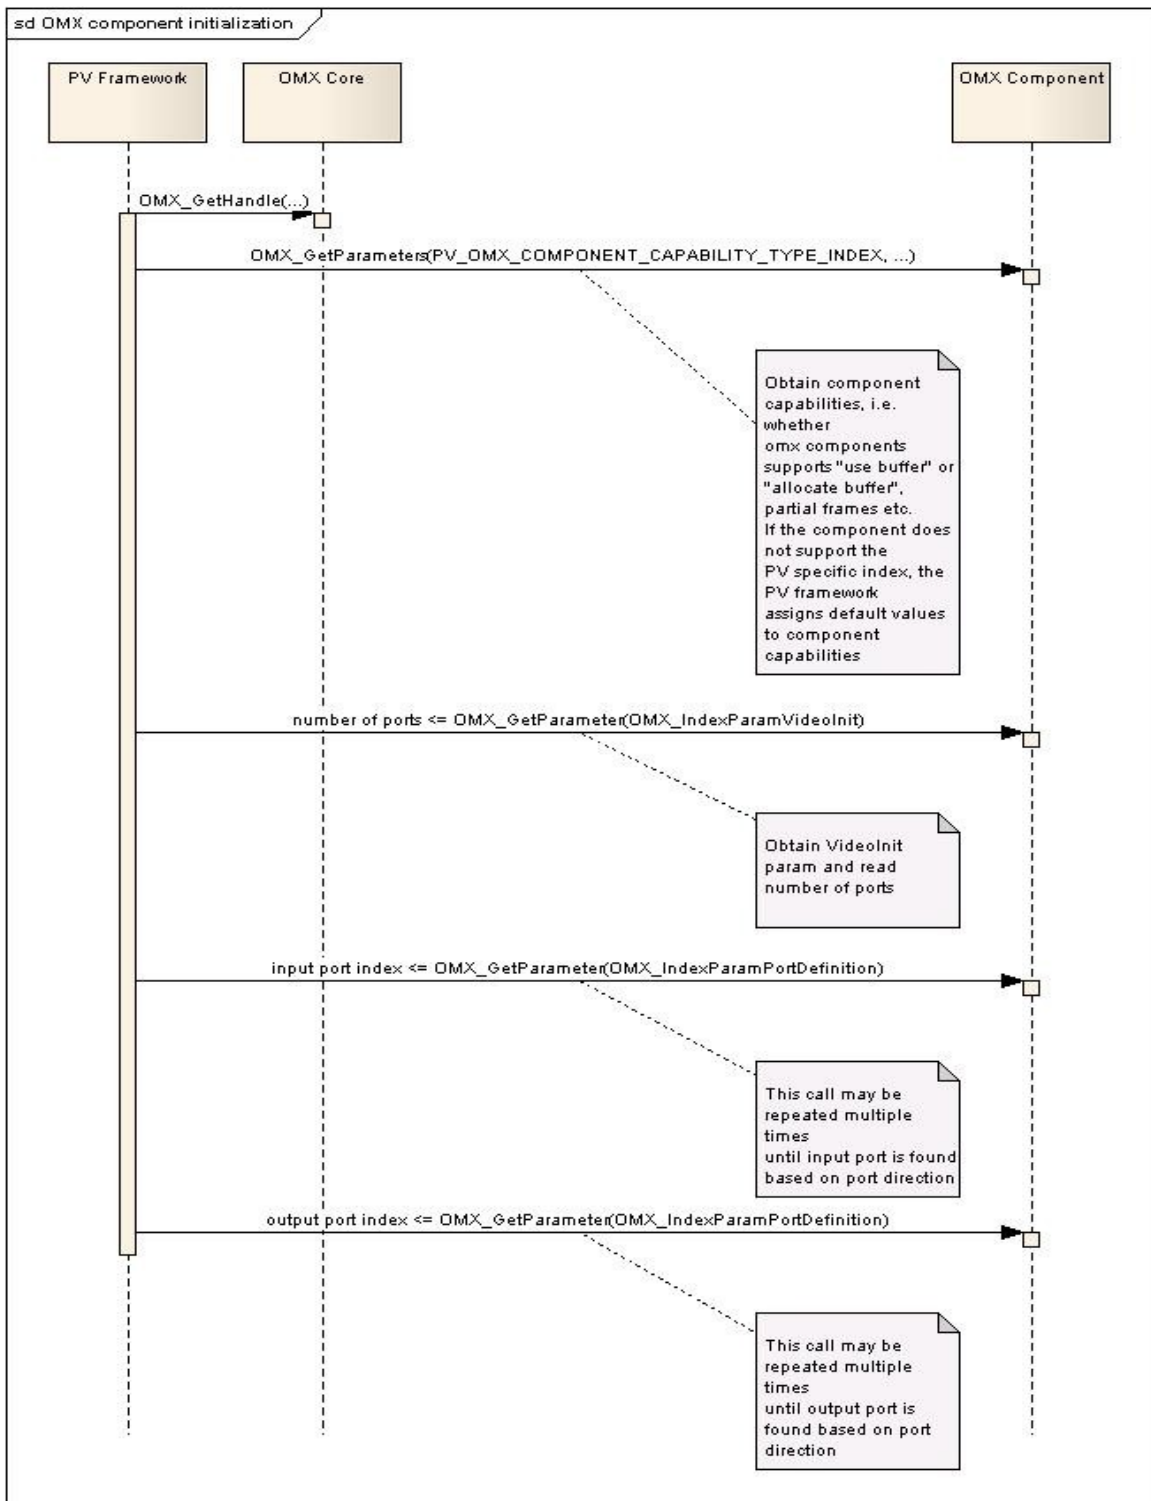 sd OMX component initialization
PV Framework
OMX Core
OMX Component
OMX_GetHandle(...)
OMX_GetParameters(PV_OMX_COMPONENT_CAPABILITY_TYPE_INDEX, ...)
Obtain component
capabilities, i.e.
whether
omx components
supports "use buffer" or
"allocate buffer",
partial frames etc.
If the component does
not support the
PV specific index, the
PV framework
assigns default values
to component
capabilities
number of ports <= OMX_GetParameter(OMX_IndexParamVideoInit)
Obtain VideoInit
param and read
number of ports
input port index <= OMX_GetParameter(OMX_IndexParamPortDefinition)
This call may be
repeated multiple
times
until input port is found
based on port direction
output port index <= OMX_GetParameter(OMX_IndexParamPortDefinition)
This call may be
repeated multiple
times
until output port is
found based on port
direction